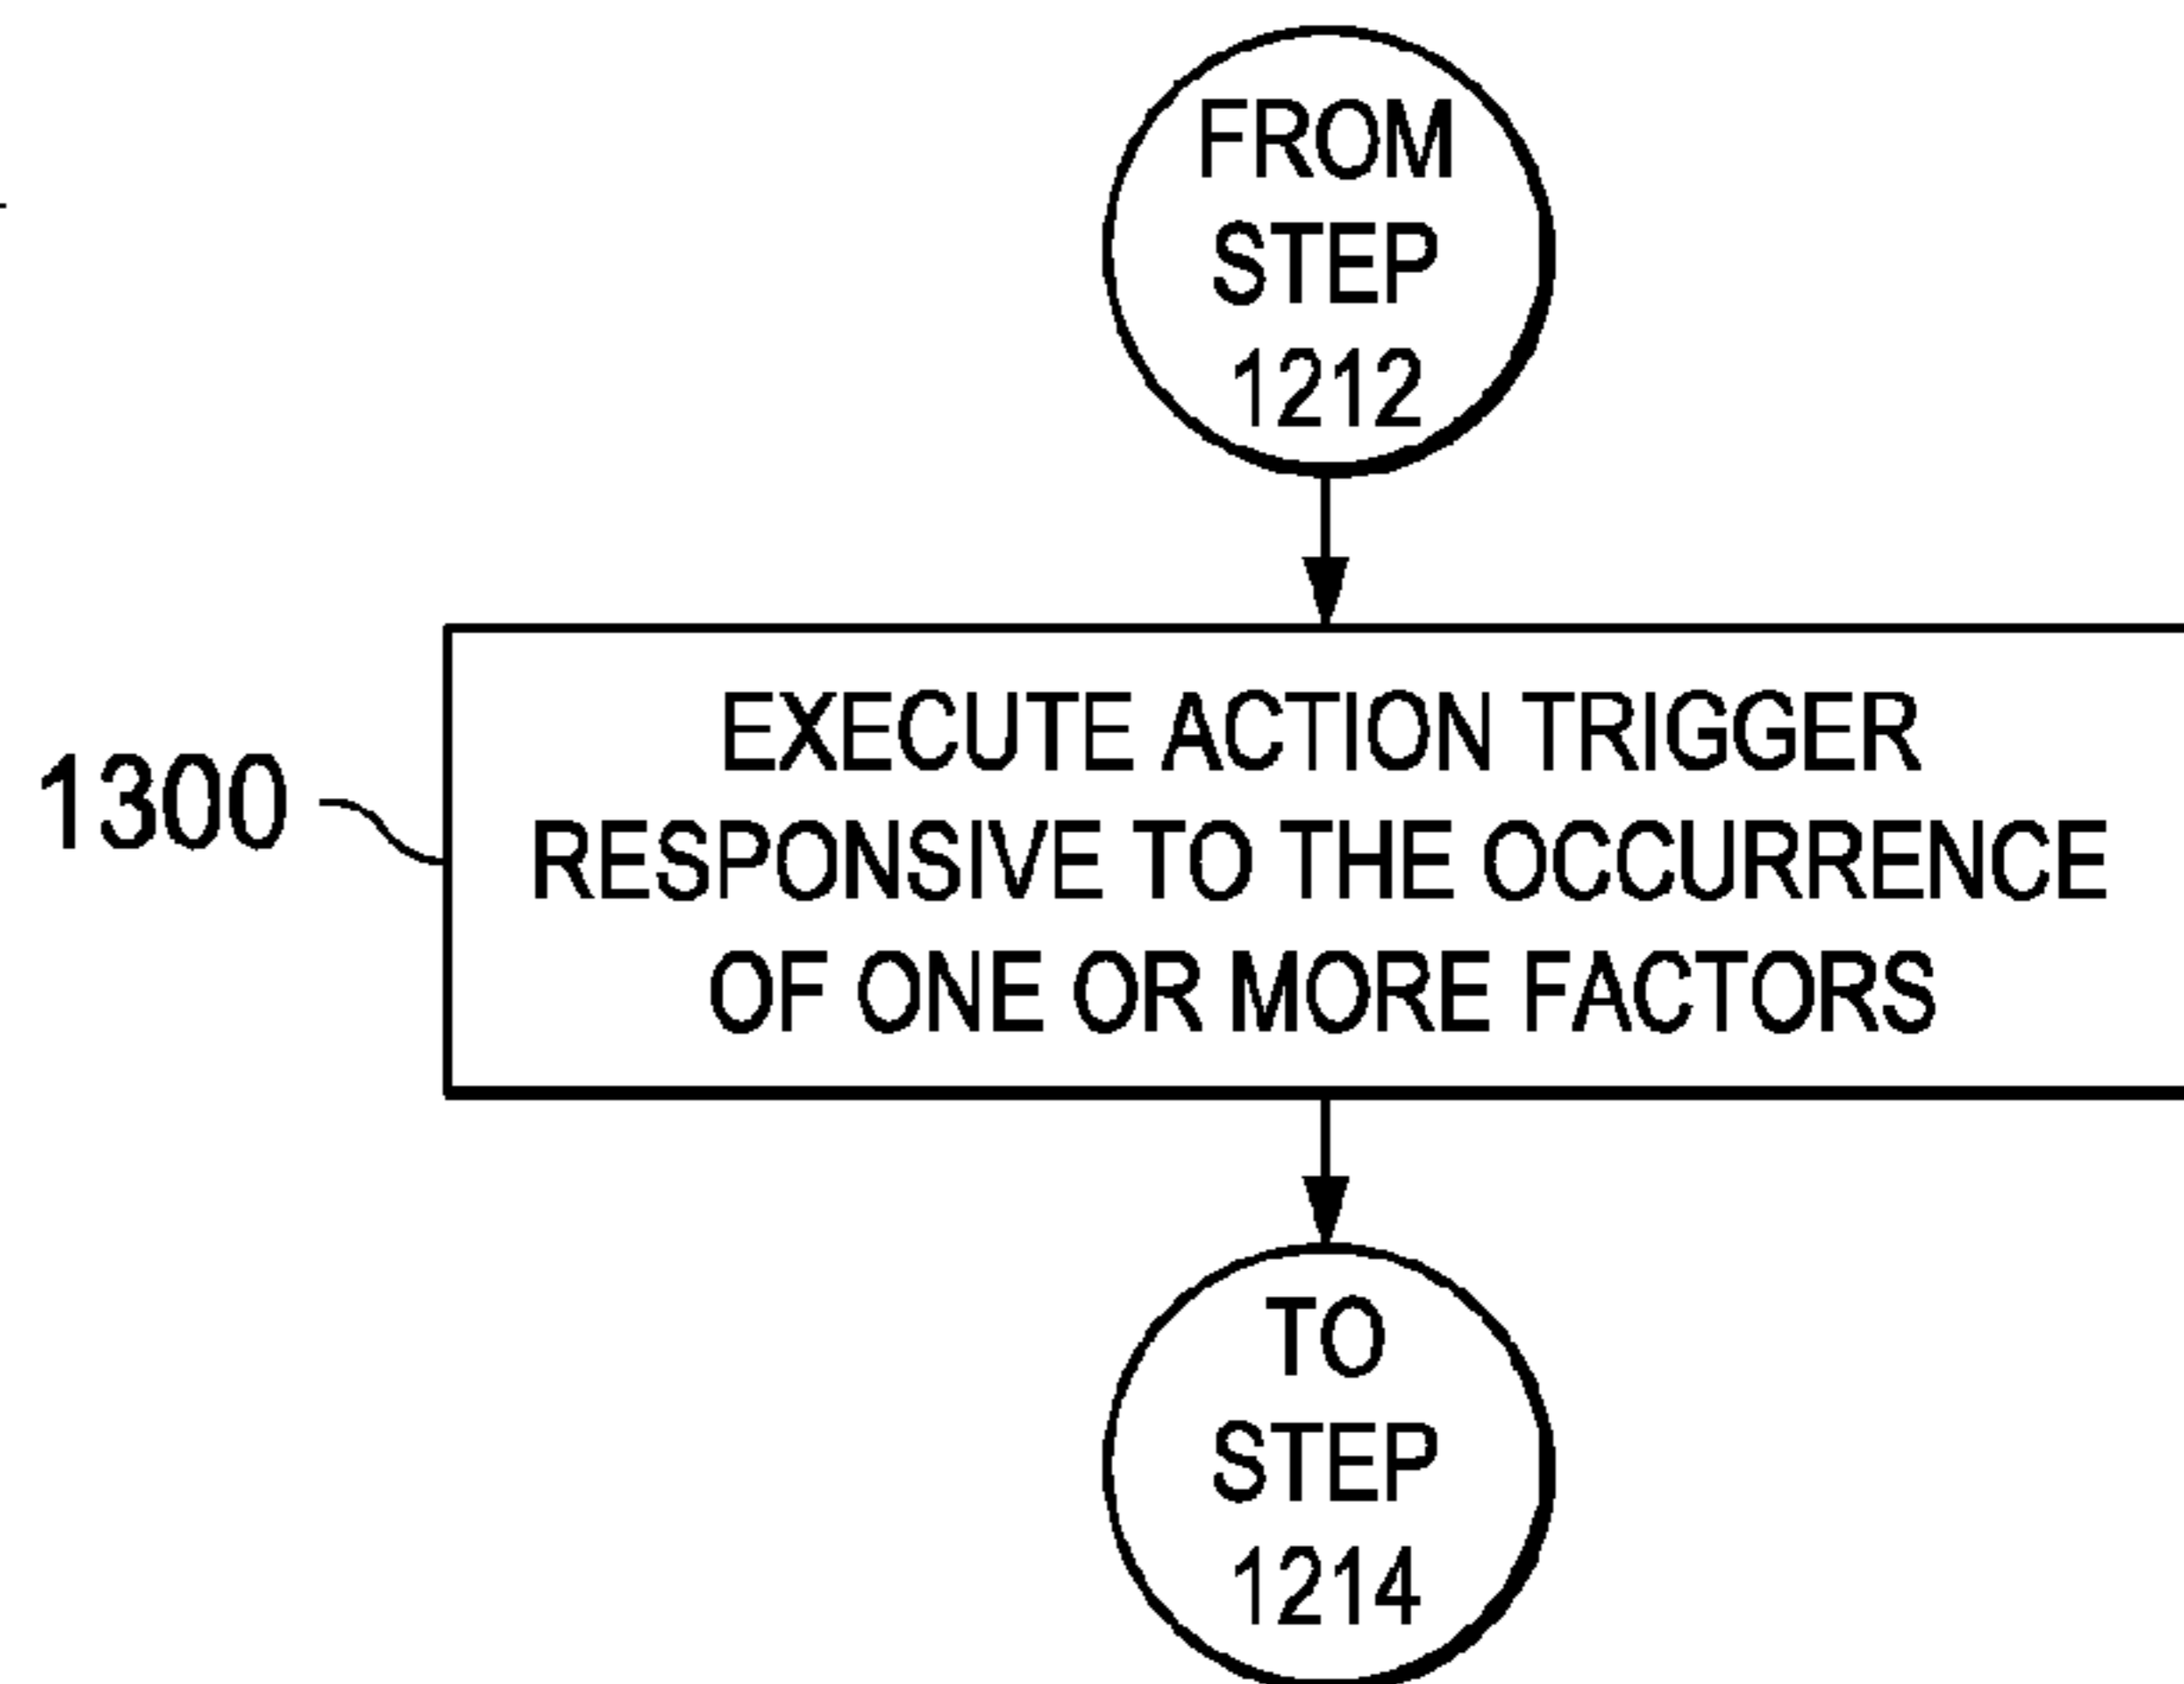 FROM
STEP
1212
EXECUTE ACTION TRIGGER
1300
RESPONSIVE TO THE OCCURRENCE
OF ONE OR MORE FACTORS
TO
STEP
1214